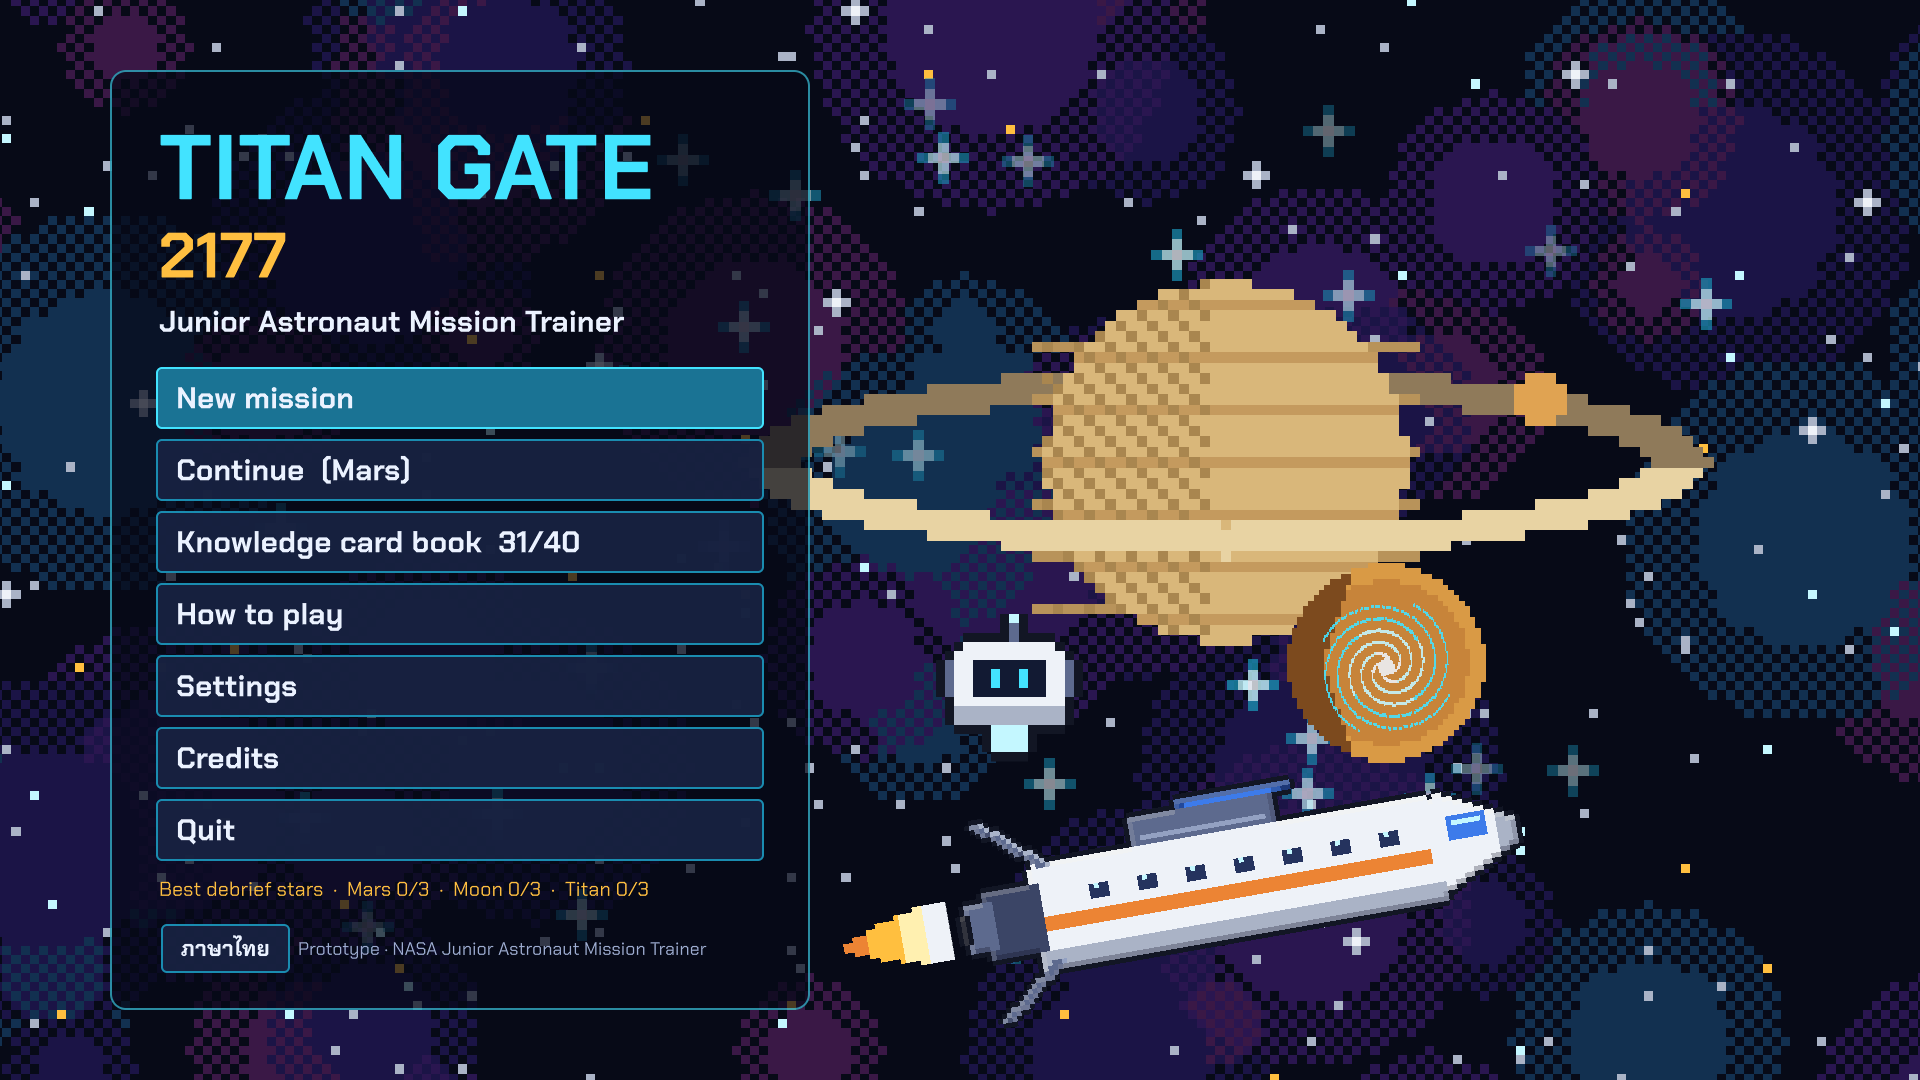 TITAN GATE
2177
Junior Astronaut Mission Trainer
New mission
Continue (Mars)
Knowledge card book 31/40
How to play
Settings
Credits
Quit
Best debrief stars · Mars 0/3 · Moon 0/3 · Titan 0/3
ภาษาไทย Prototype · NASA Junior Astronaut Mission Trainer